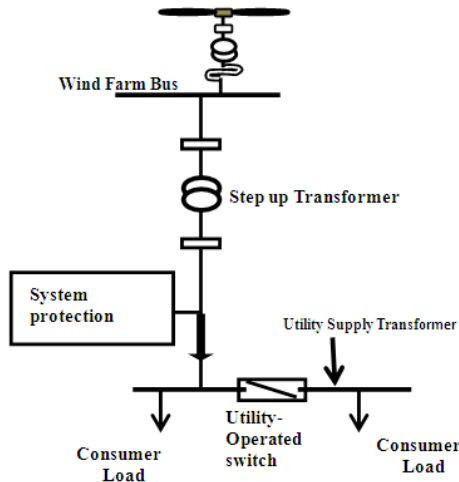 Wind Farm Bus
Step up Transformer
System
protection
Utility Supply Transformer
Utility-
Operated
switch
Consumer
Load
Consumer
Load